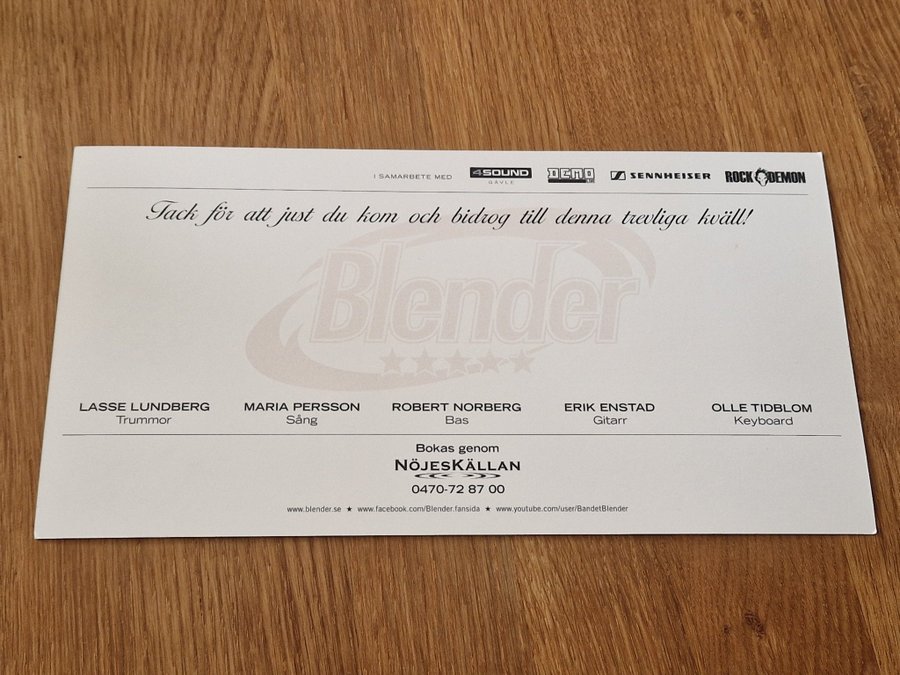 I SAMARBETE MED 4SOUND GÄVLE DEMO SENNHEISER ROCK DEMON
Tack för att just du kom och bidrog till denna trevliga kväll!
Blender
LASSE LUNDBERG MARIA PERSSON ROBERT NORBERG ERIK ENSTAD OLLE TIDBLOM
Trummor Sång Bas Gitarr Keyboard
Bokas genom
NÖJESKÄLLAN
0470-72 87 00
www.blender.se ★ www.facebook.com/Blender.fansida ★ www.youtube.com/user/BandetBlender